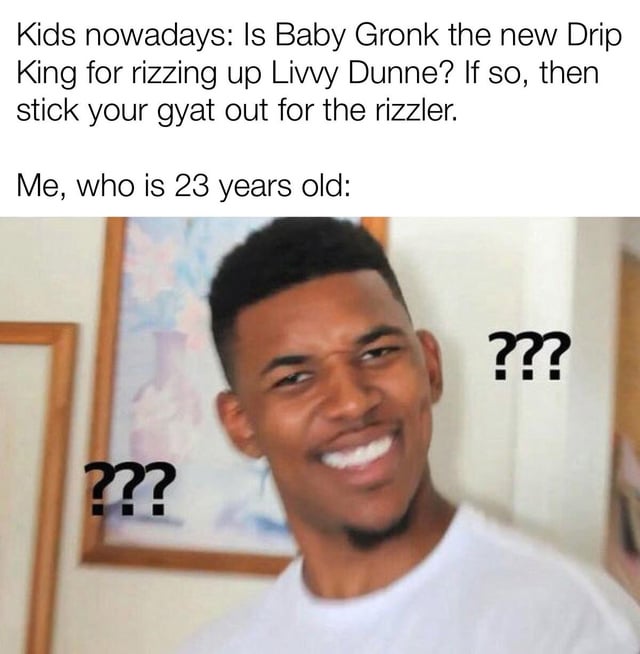 Kids nowadays: Is Baby Gronk the new Drip
King for rizzing up Livvy Dunne? If so, then
stick your gyat out for the rizzler.
Me, who is 23 years old:
???
???